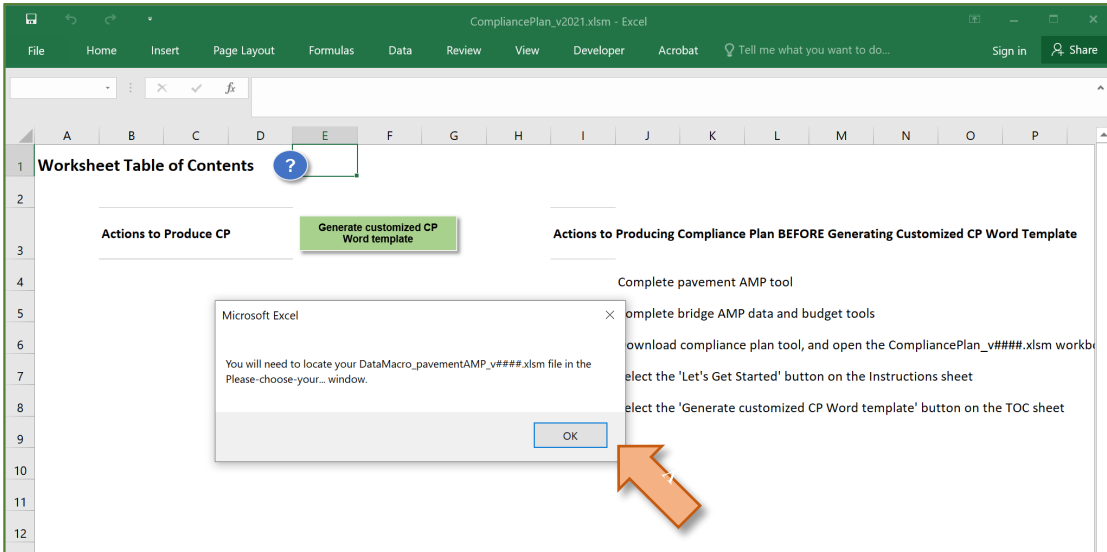 CompliancePlan_v2021.xlsm - Excel
File Home Insert Page Layout Formulas Data Review View Developer Acrobat Tell me what you want to do... Sign in Share
fx
A B C D E F G H I J K L M N O P
1 Worksheet Table of Contents ?
2
3 Actions to Produce CP Generate customized CP Actions to Producing Compliance Plan BEFORE Generating Customized CP Word Template
Word template
4 Complete pavement AMP tool
5 omplete bridge AMP data and budget tools
6 ownload compliance plan tool, and open the CompliancePlan_v####.xlsm workb
7 elect the 'Let's Get Started' button on the Instructions sheet
8 elect the 'Generate customized CP Word template' button on the TOC sheet
9
10
11
12
Microsoft Excel
You will need to locate your DataMacro_pavementAMP_v####.xlsm file in the
Please-choose-your... window.
OK